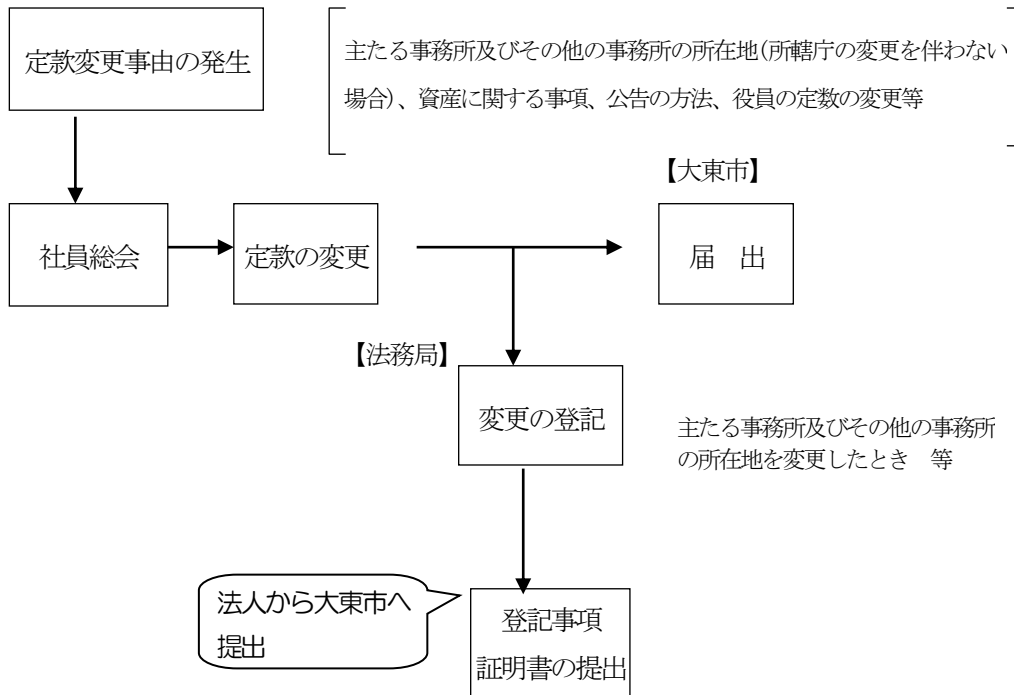 定款変更事由の発生
主たる事務所及びその他の事務所の所在地(所轄庁の変更を伴わない
場合)、資産に関する事項、公告の方法、役員の定数の変更等
【大東市】
社員総会
定款の変更
届　出
【法務局】
変更の登記
主たる事務所及びその他の事務所
の所在地を変更したとき　等
法人から大東市へ
提出
登記事項
証明書の提出